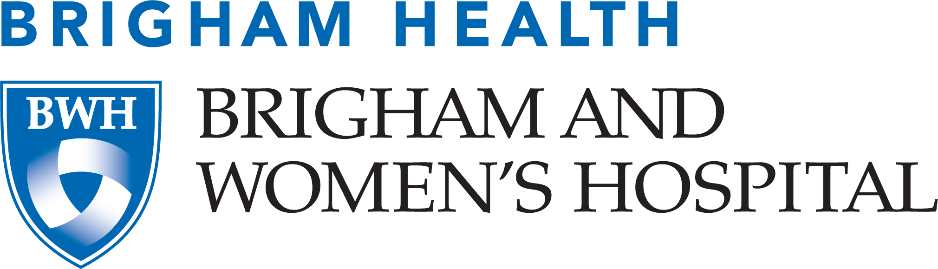 BRIGHAM HEALTH
BWH
BRIGHAM AND
WOMEN’S HOSPITAL